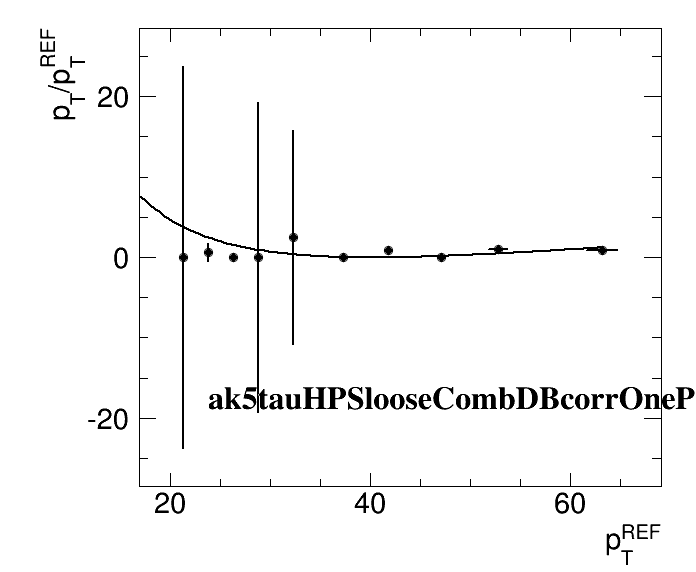 p_T/p_T^REF
20
0
-20
ak5tauHPSlooseCombDBcorrOneP
20 40 60
p_T^REF